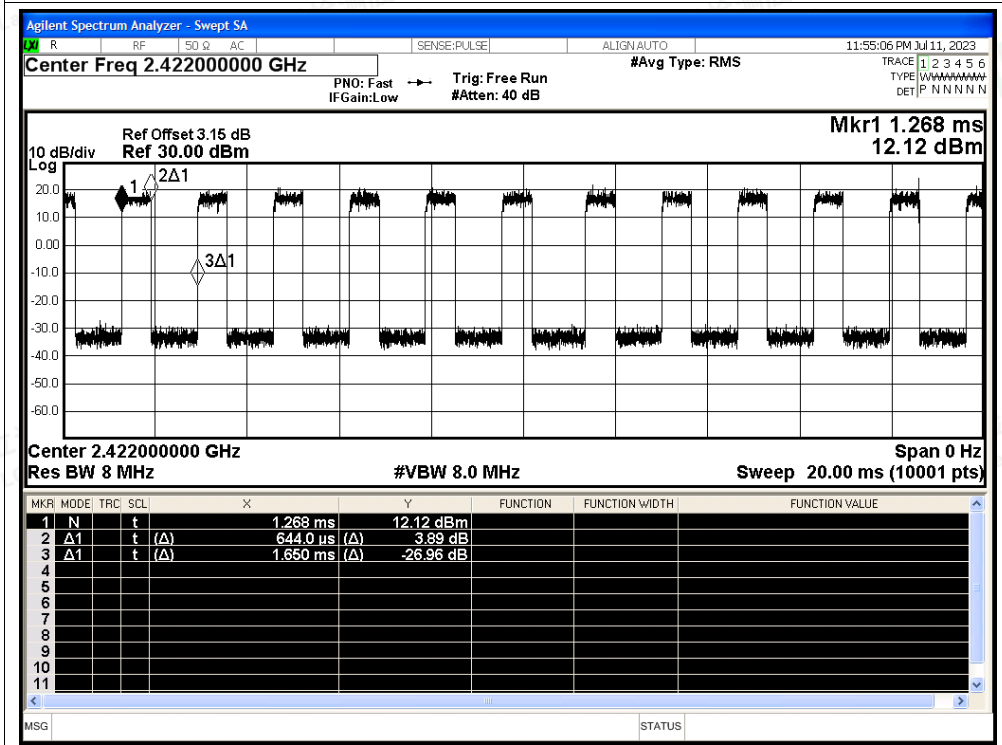 Agilent Spectrum Analyzer - Swept SA
LXI R RF 50 Ω AC SENSE:PULSE ALIGN AUTO 11:55:06 PM Jul 11, 2023
Center Freq 2.422000000 GHz #Avg Type: RMS TRACE 1 2 3 4 5 6
PNO: Fast Trig: Free Run TYPE W
IFGain:Low #Atten: 40 dB DET P N N N N N
Mkr1 1.268 ms
Ref Offset 3.15 dB
10 dB/div Ref 30.00 dBm 12.12 dBm
Log
1 2Δ1
20.0
10.0
0.00
3Δ1
-10.0
-20.0
-30.0
-40.0
-50.0
-60.0
Center 2.422000000 GHz Span 0 Hz
Res BW 8 MHz #VBW 8.0 MHz Sweep 20.00 ms (10001 pts)
MKR MODE TRC SCL X Y FUNCTION FUNCTION WIDTH FUNCTION VALUE
1 N t 1.268 ms 12.12 dBm
2 Δ1 t (Δ) 644.0 µs (Δ) 3.89 dB
3 Δ1 t (Δ) 1.650 ms (Δ) -26.96 dB
4
5
6
7
8
9
10
11
MSG STATUS